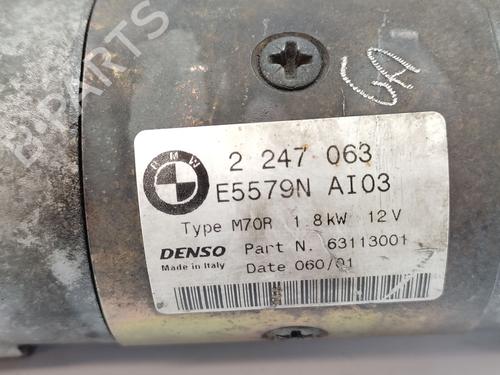 B-PARTS
BMW
2 247 063
E5579N AI03
Type M70R 1.8kW 12V
DENSO Part N. 63113001
Made in Italy Date 060/01